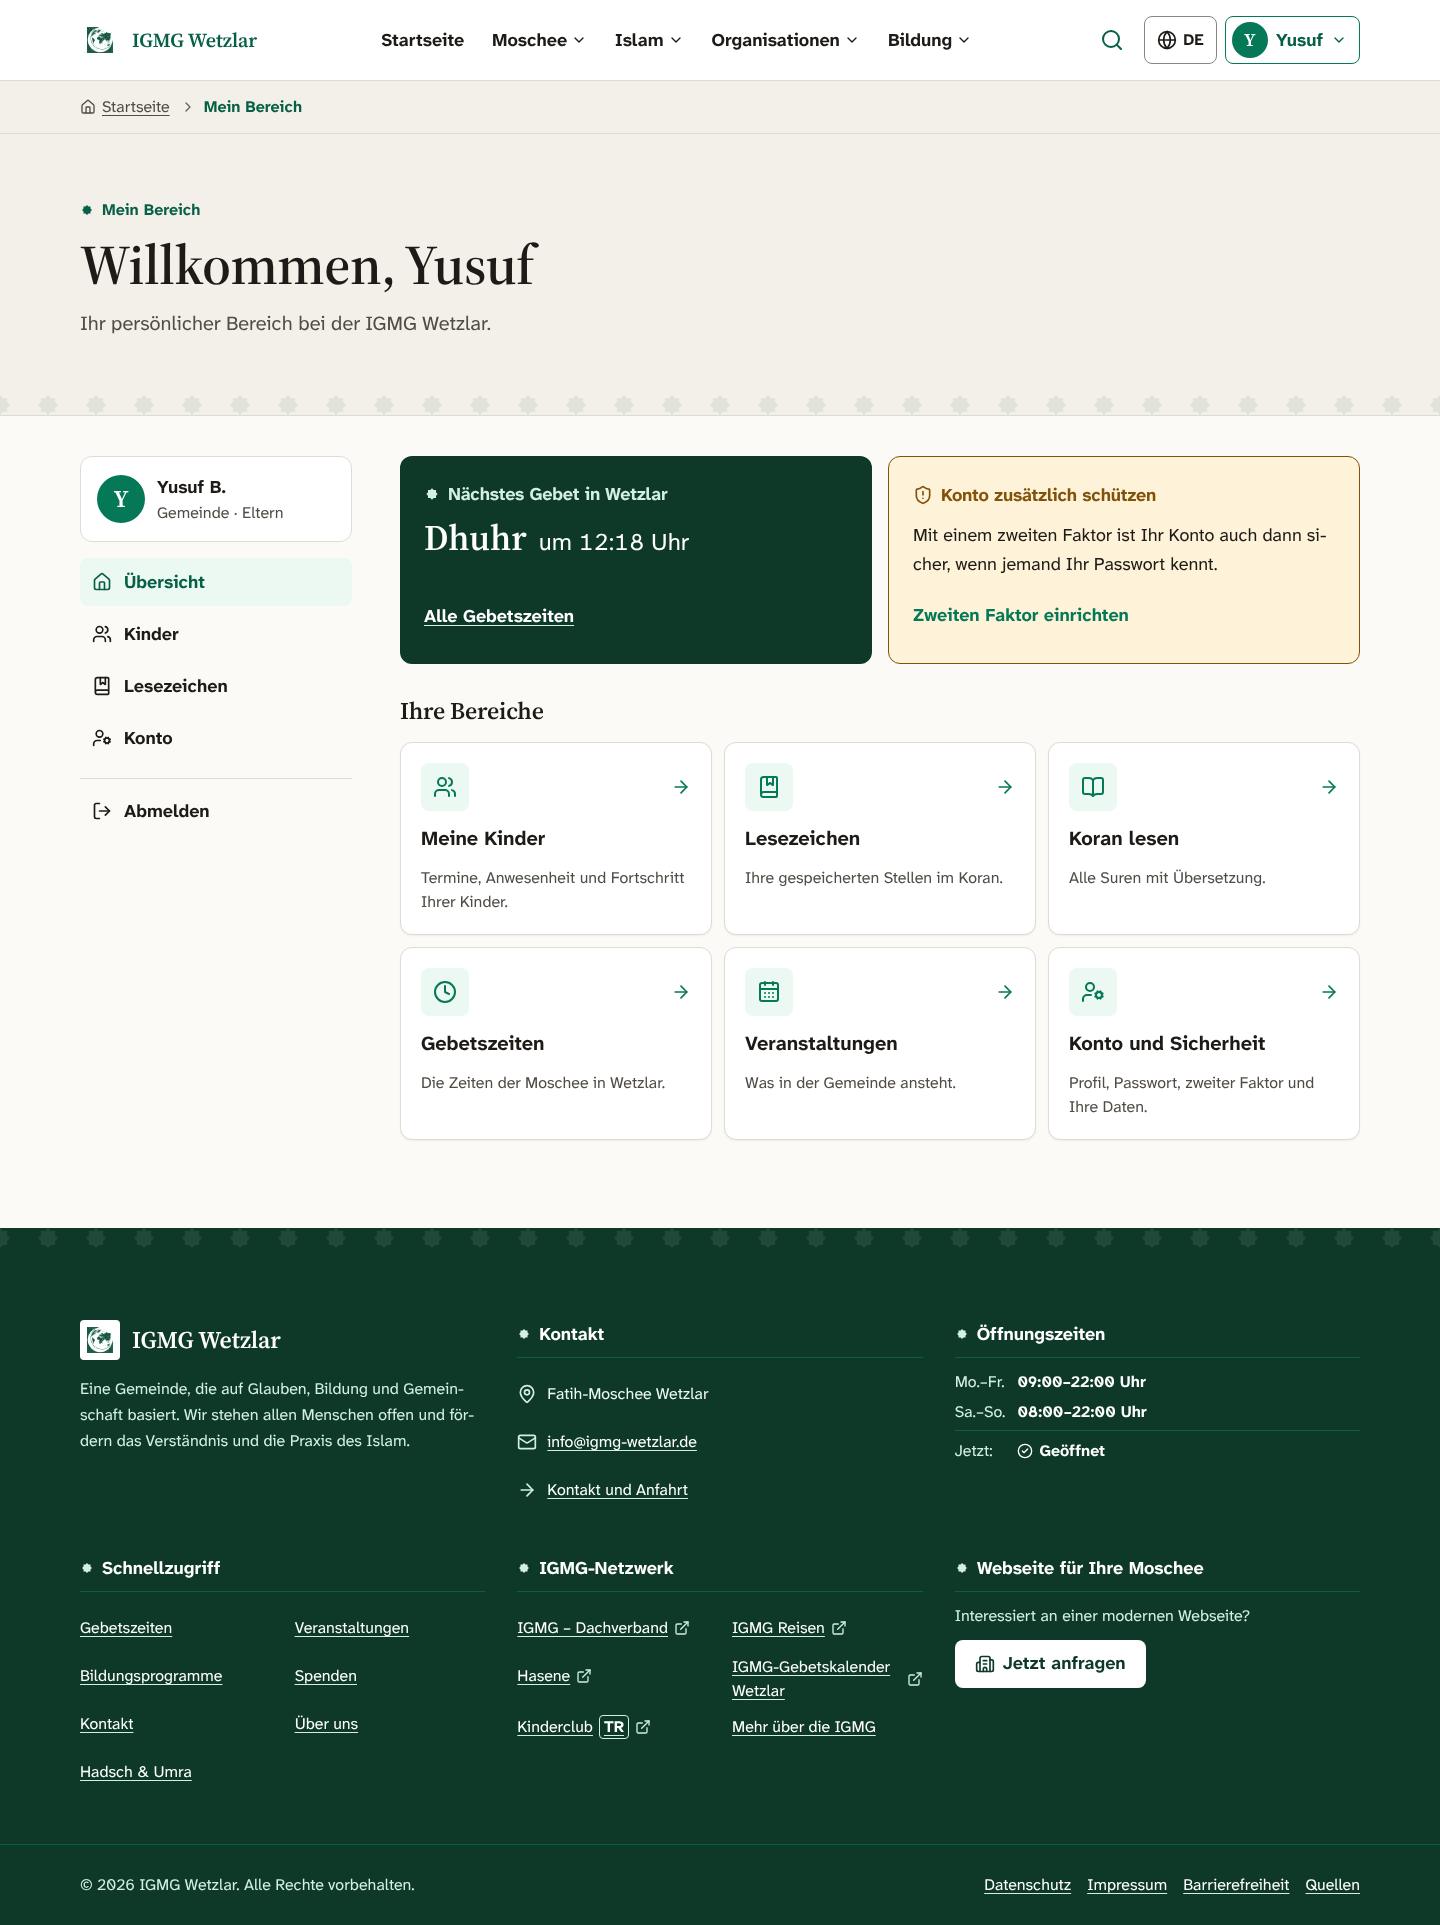 IGMG Wetzlar
Startseite
Moschee
Islam
Organisationen
Bildung
DE
Y
Yusuf
Startseite
Mein Bereich
Mein Bereich
Willkommen, Yusuf
Ihr persönlicher Bereich bei der IGMG Wetzlar.
Y
Yusuf B.
Gemeinde · Eltern
Übersicht
Kinder
Lesezeichen
Konto
Abmelden
Nächstes Gebet in Wetzlar
Dhuhr um 12:18 Uhr
Alle Gebetszeiten
Konto zusätzlich schützen
Mit einem zweiten Faktor ist Ihr Konto auch dann si-
cher, wenn jemand Ihr Passwort kennt.
Zweiten Faktor einrichten
Ihre Bereiche
Meine Kinder
Termine, Anwesenheit und Fortschritt
Ihrer Kinder.
Lesezeichen
Ihre gespeicherten Stellen im Koran.
Koran lesen
Alle Suren mit Übersetzung.
Gebetszeiten
Die Zeiten der Moschee in Wetzlar.
Veranstaltungen
Was in der Gemeinde ansteht.
Konto und Sicherheit
Profil, Passwort, zweiter Faktor und
Ihre Daten.
IGMG Wetzlar
Eine Gemeinde, die auf Glauben, Bildung und Gemein-
schaft basiert. Wir stehen allen Menschen offen und för-
dern das Verständnis und die Praxis des Islam.
Kontakt
Fatih-Moschee Wetzlar
info@igmg-wetzlar.de
Kontakt und Anfahrt
Öffnungszeiten
Mo.–Fr. 09:00–22:00 Uhr
Sa.–So. 08:00–22:00 Uhr
Jetzt: Geöffnet
Schnellzugriff
Gebetszeiten
Veranstaltungen
Bildungsprogramme
Spenden
Kontakt
Über uns
Hadsch & Umra
IGMG-Netzwerk
IGMG – Dachverband
IGMG Reisen
Hasene
IGMG-Gebetskalender
Wetzlar
Kinderclub TR
Mehr über die IGMG
Webseite für Ihre Moschee
Interessiert an einer modernen Webseite?
Jetzt anfragen
© 2026 IGMG Wetzlar. Alle Rechte vorbehalten.
Datenschutz
Impressum
Barrierefreiheit
Quellen